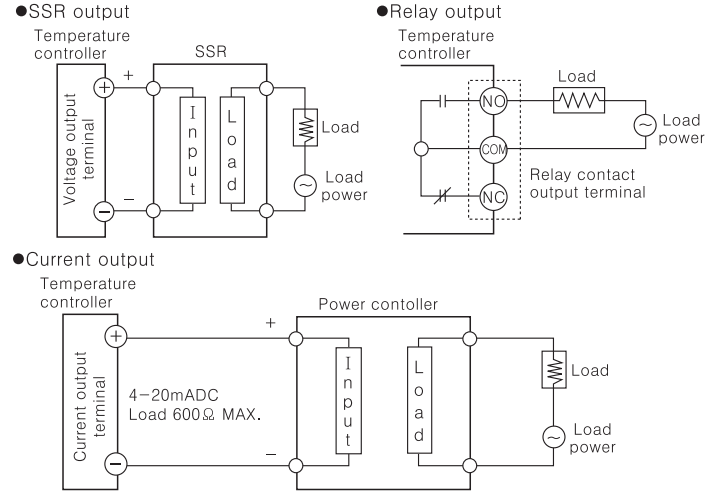 ●SSR output
Temperature
controller
SSR
+
Voltage output
terminal
+
−
−
Input
Load
Load
Load
power
●Relay output
Temperature
controller
NO
COM
NC
Load
Load
power
Relay contact
output terminal
●Current output
Temperature
controller
Power contoller
+
Current output
terminal
+
−
−
4−20mADC
Load 600Ω MAX.
Input
Load
Load
Load
power